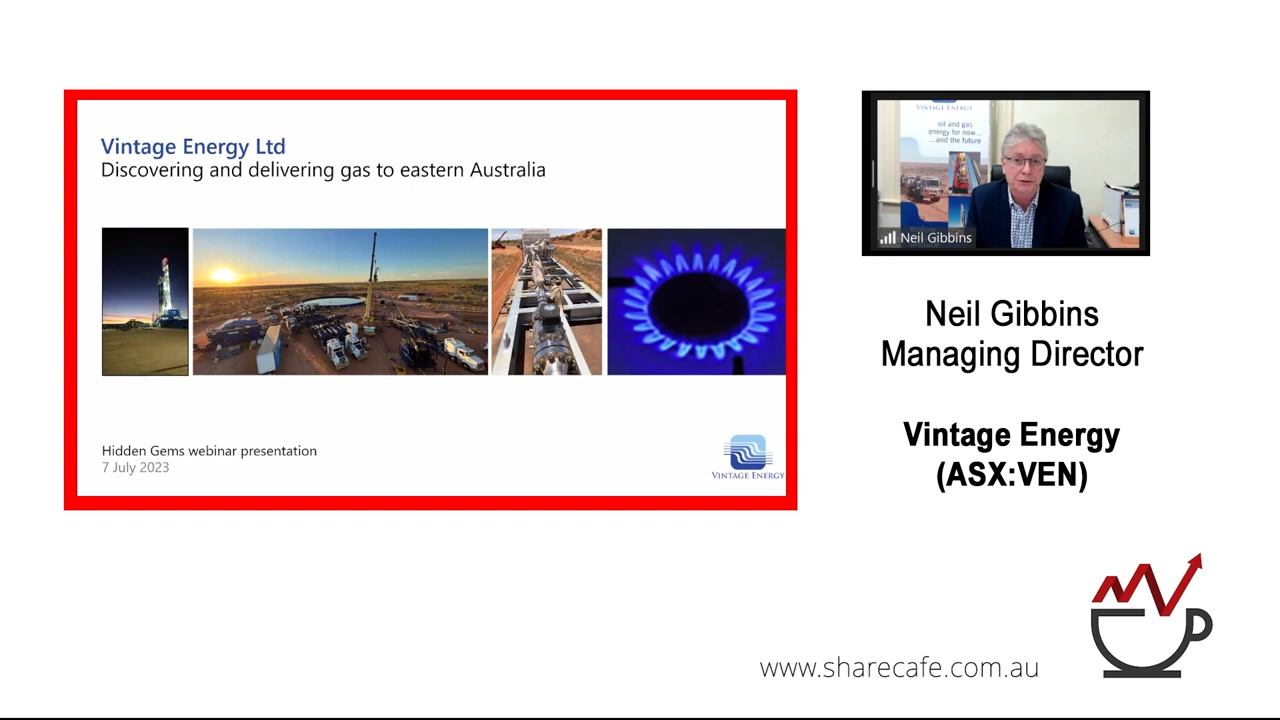 Vintage Energy Ltd
Discovering and delivering gas to eastern Australia
Hidden Gems webinar presentation
7 July 2023
VINTAGE ENERGY
VINTAGE ENERGY
oil and gas
energy for now...
...and the future
Neil Gibbins
Neil Gibbins
Managing Director
Vintage Energy
(ASX:VEN)
www.sharecafe.com.au